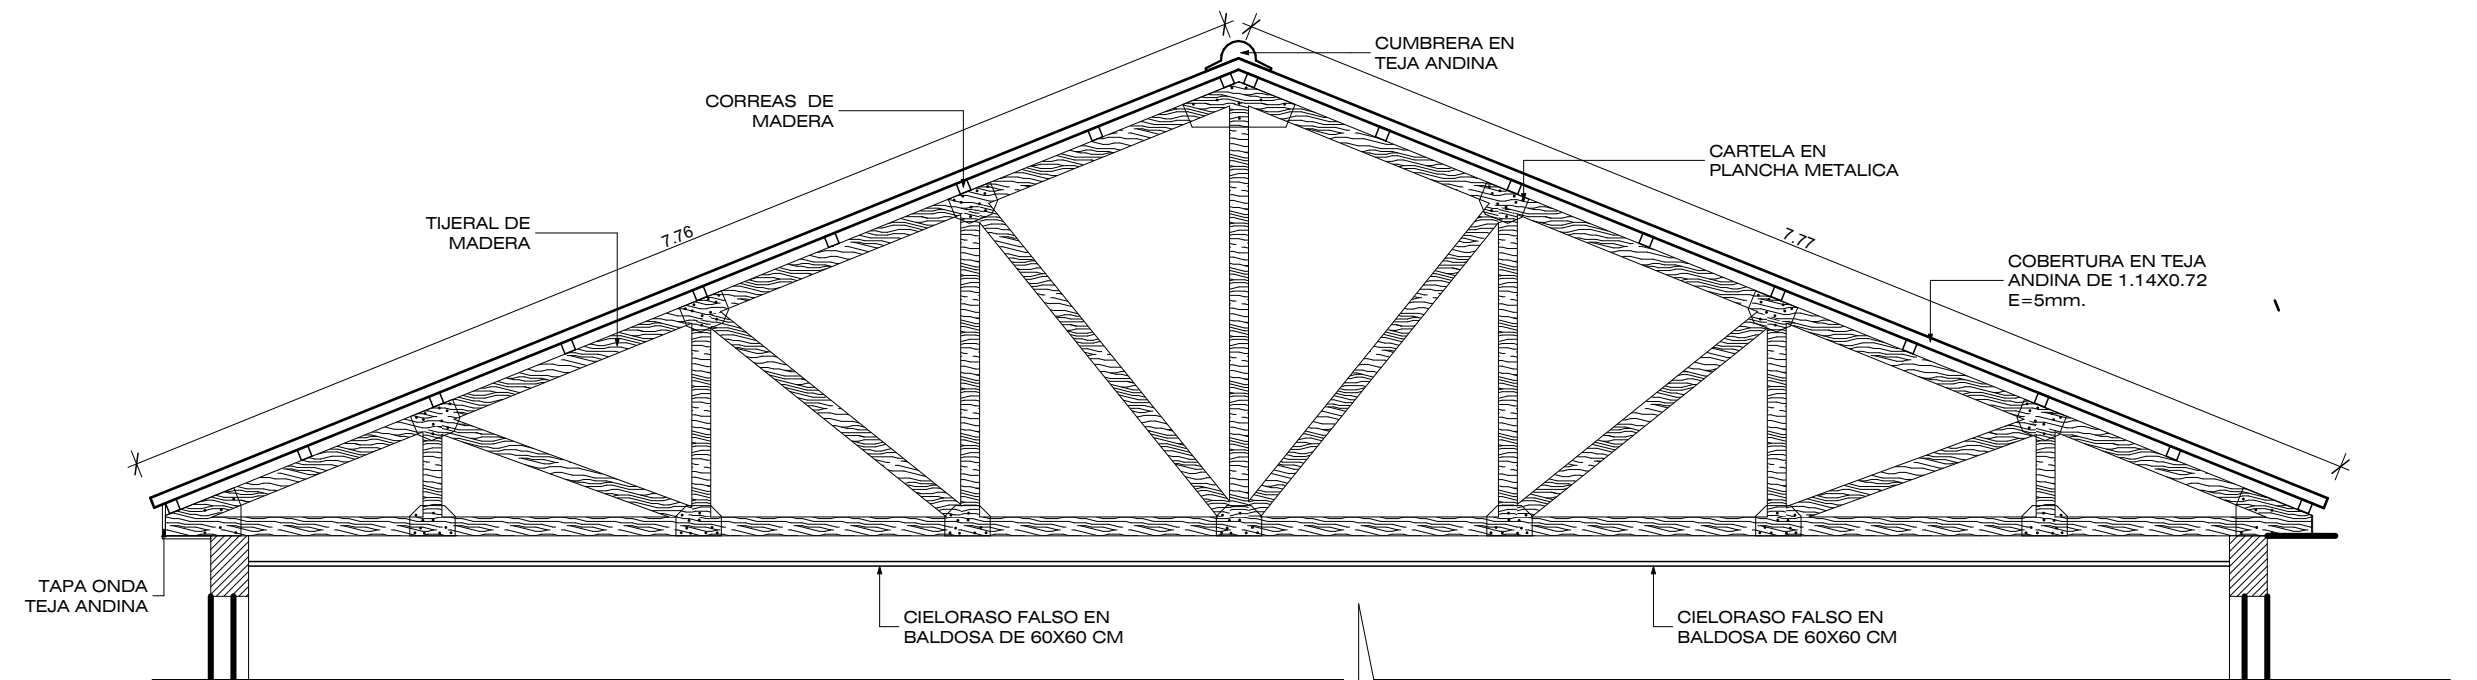 CUMBRERA EN
TEJA ANDINA
CORREAS DE
MADERA
CARTELA EN
PLANCHA METALICA
TIJERAL DE
MADERA
7.76
7.77
COBERTURA EN TEJA
ANDINA DE 1.14X0.72
E=5mm.
TAPA ONDA
TEJA ANDINA
CIELORASO FALSO EN
BALDOSA DE 60X60 CM
CIELORASO FALSO EN
BALDOSA DE 60X60 CM